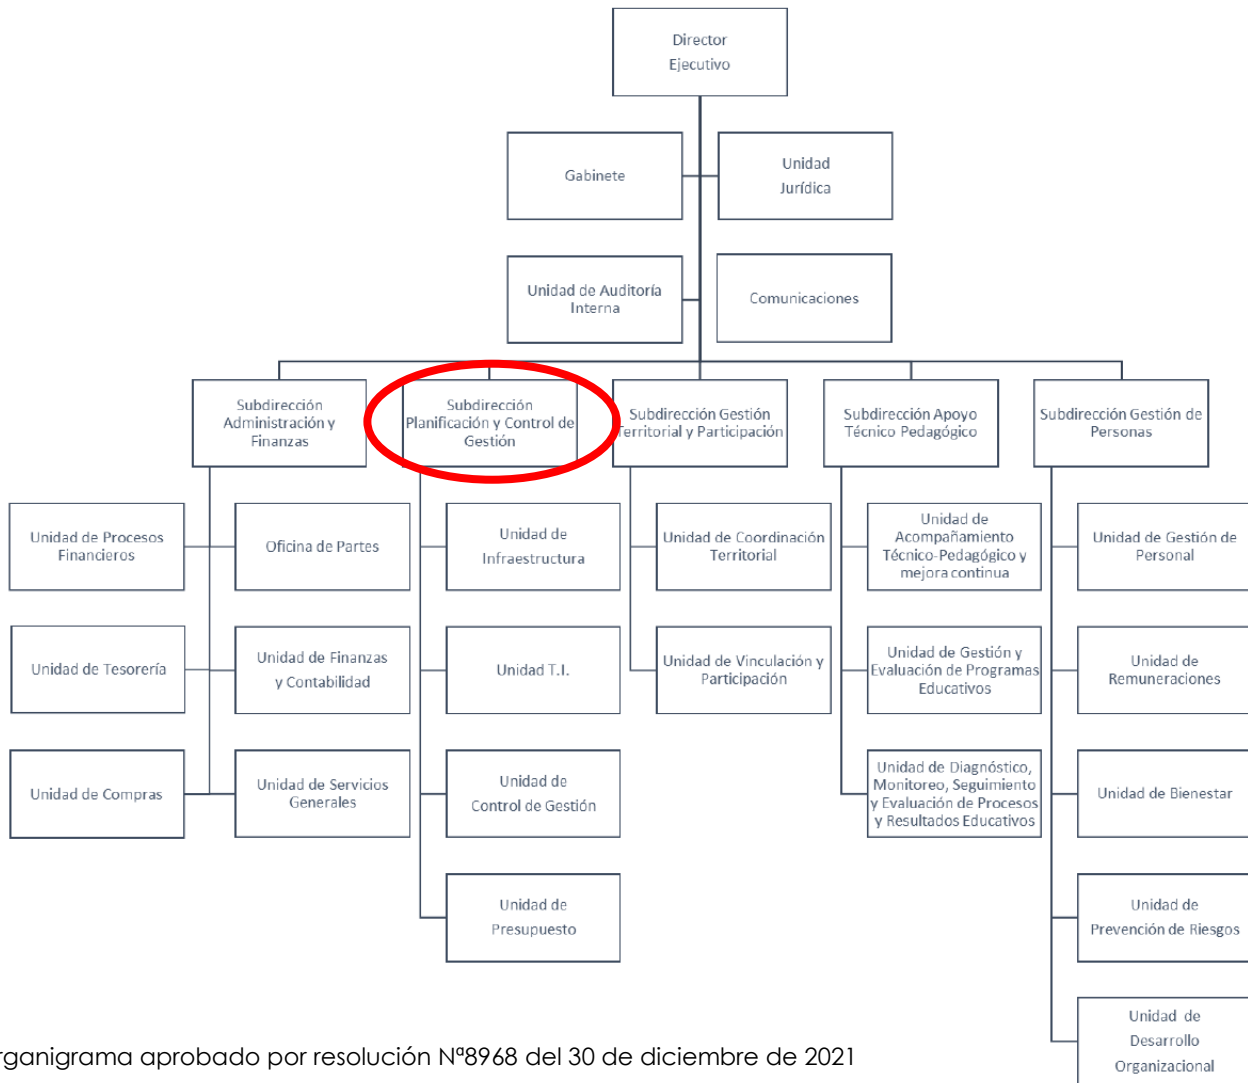 Director
Ejecutivo
Gabinete
Unidad
Jurídica
Unidad de Auditoría
Interna
Comunicaciones
Subdirección
Administración y
Finanzas
Subdirección
Planificación y Control de
Gestión
Subdirección Gestión
Territorial y Participación
Subdirección Apoyo
Técnico Pedagógico
Subdirección Gestión de
Personas
Unidad de Procesos
Financieros
Oficina de Partes
Unidad de
Infraestructura
Unidad de Coordinación
Territorial
Unidad de
Acompañamiento
Técnico-Pedagógico y
mejora continua
Unidad de Gestión de
Personal
Unidad de Tesorería
Unidad de Finanzas
y Contabilidad
Unidad T.I.
Unidad de Vinculación y
Participación
Unidad de Gestión y
Evaluación de Programas
Educativos
Unidad de
Remuneraciones
Unidad de Compras
Unidad de Servicios
Generales
Unidad de
Control de Gestión
Unidad de Diagnóstico,
Monitoreo, Seguimiento
y Evaluación de Procesos
y Resultados Educativos
Unidad de Bienestar
Unidad de
Presupuesto
Unidad de
Prevención de Riesgos
Unidad de
Desarrollo
Organizacional
rganigrama aprobado por resolución Nª8968 del 30 de diciembre de 2021